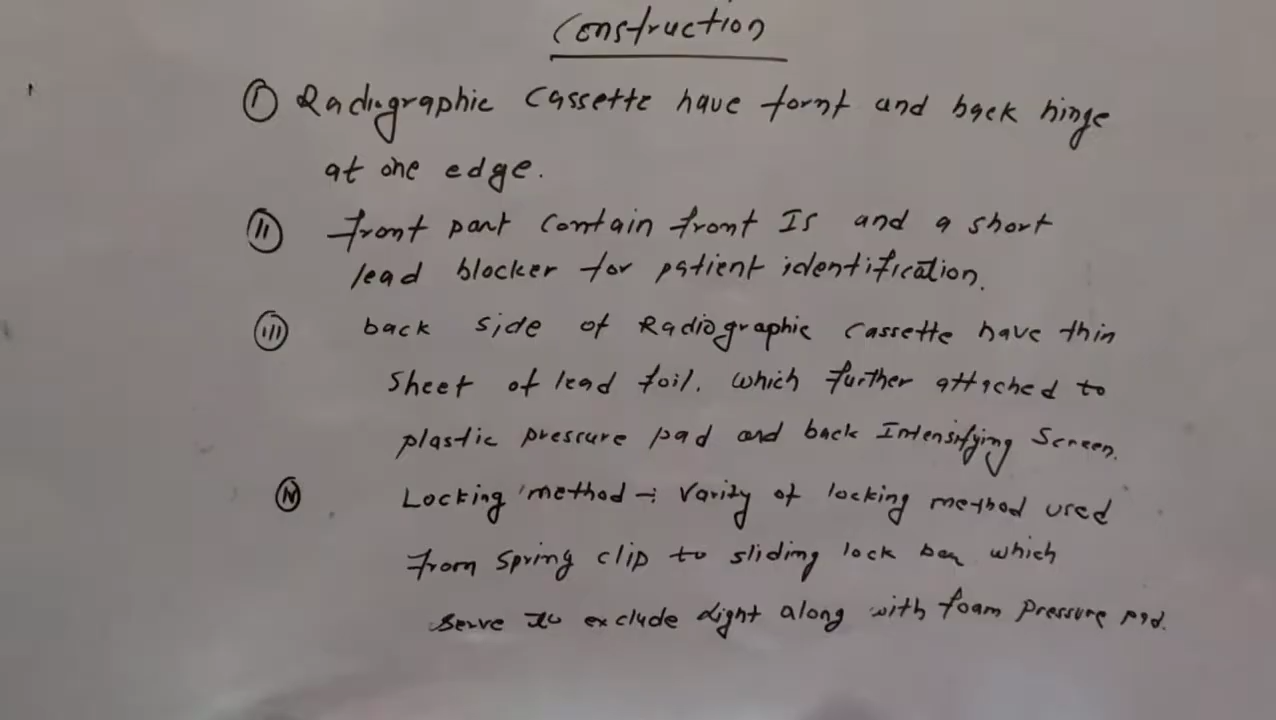 Construction
(I) Radiographic Cassette have fornt and back hinge
at one edge.
(II) front part contain front IS and a short
lead blocker for patient identification.
(III) back side of Radiographic Cassette have thin
Sheet of lead foil. which further attached to
plastic pressure pad and back Intensifying Screen.
(IV) Locking method -: Varity of locking method used
from spring clip to sliding lock bar which
serve to exclude light along with foam pressure pad.